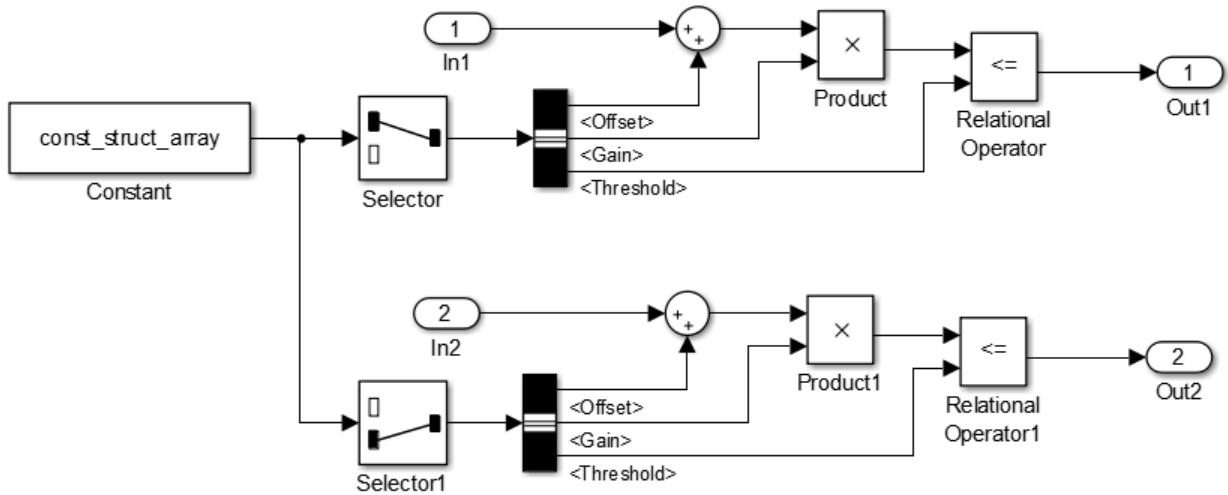 1
In1
+
+
×
Product
<=
Relational
Operator
1
Out1
const_struct_array
Constant
Selector
<Offset>
<Gain>
<Threshold>
2
In2
+
+
×
Product1
<=
Relational
Operator1
2
Out2
Selector1
<Offset>
<Gain>
<Threshold>